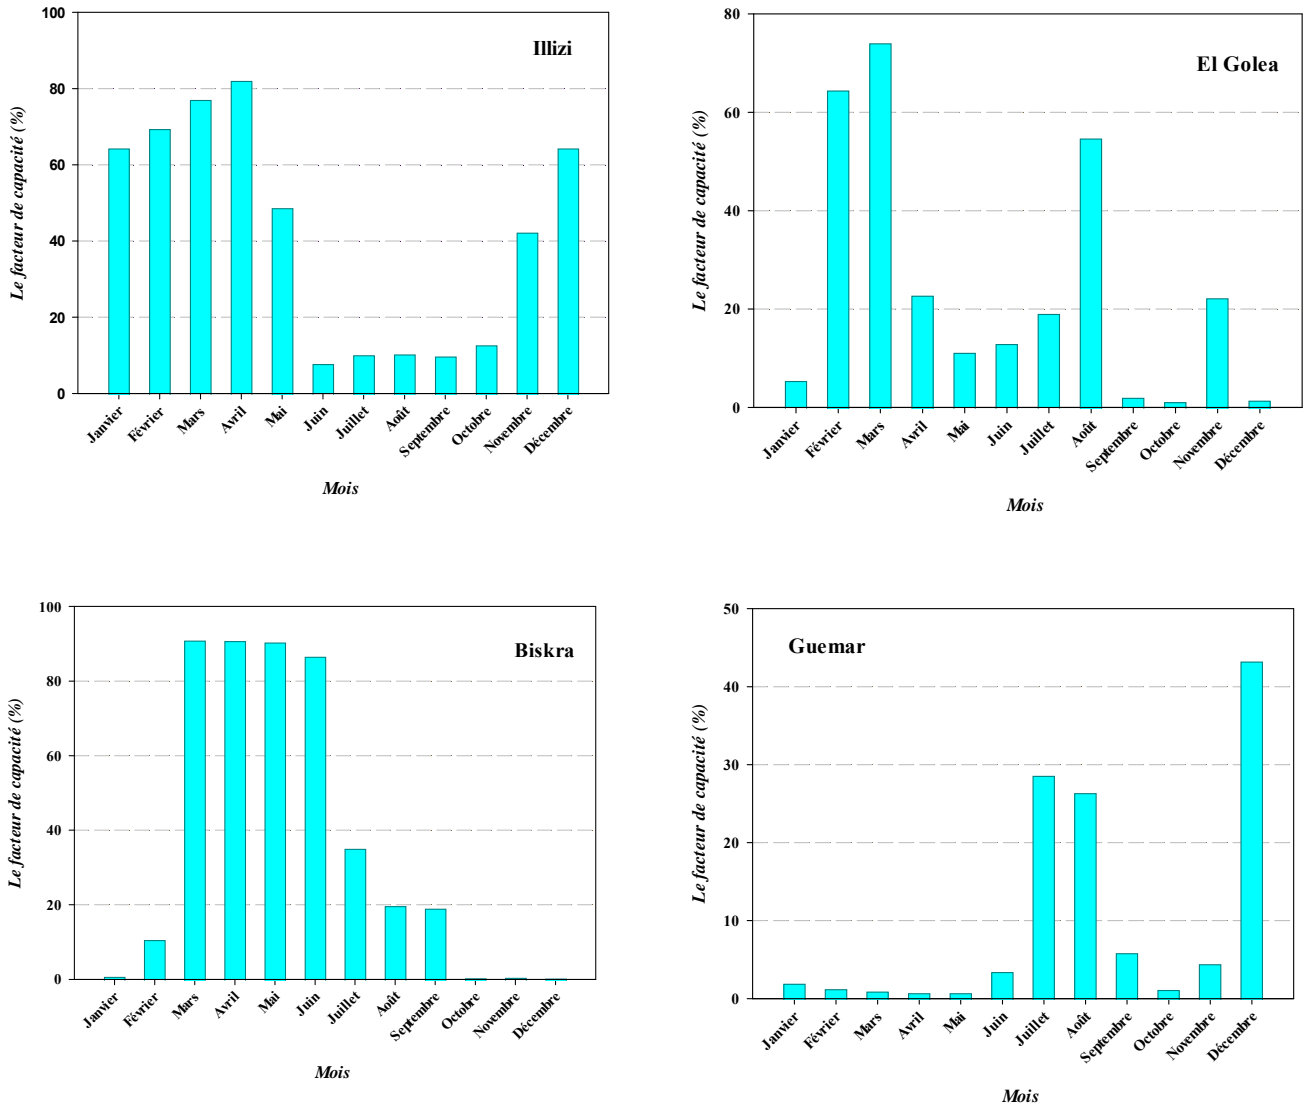 Illizi
Le facteur de capacité (%)
100
80
60
40
20
0
Janvier
Février
Mars
Avril
Mai
Juin
Juillet
Août
Septembre
Octobre
Novembre
Décembre
Mois
El Golea
Le facteur de capacité (%)
80
60
40
20
0
Janvier
Février
Mars
Avril
Mai
Juin
Juillet
Août
Septembre
Octobre
Novembre
Décembre
Mois
Biskra
Le facteur de capacité (%)
100
80
60
40
20
0
Janvier
Février
Mars
Avril
Mai
Juin
Juillet
Août
Septembre
Octobre
Novembre
Décembre
Mois
Guemar
Le facteur de capacité (%)
50
40
30
20
10
0
Janvier
Février
Mars
Avril
Mai
Juin
Juillet
Août
Septembre
Octobre
Novembre
Décembre
Mois